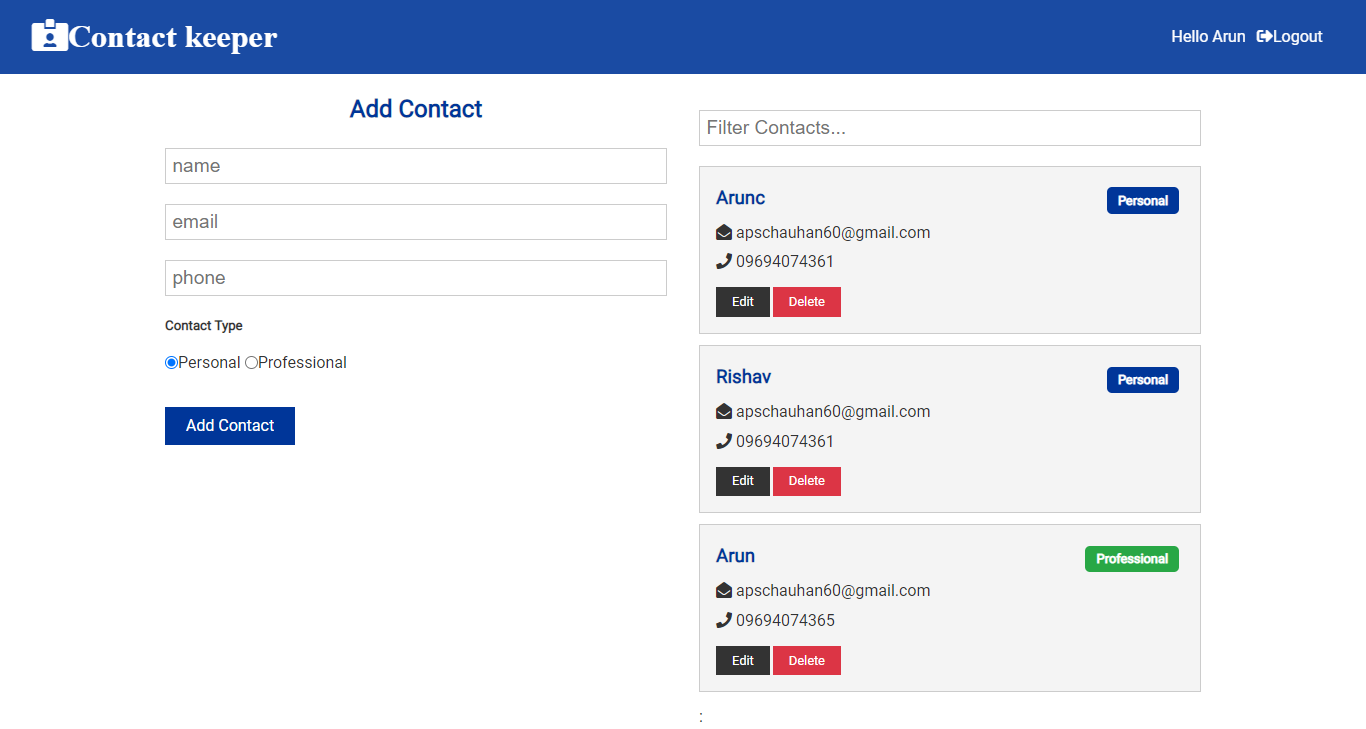 Contact keeper
Hello Arun Logout
Add Contact
name
email
phone
Contact Type
Personal Professional
Add Contact
Filter Contacts...
Arunc
Personal
apschauhan60@gmail.com
09694074361
Edit Delete
Rishav
Personal
apschauhan60@gmail.com
09694074361
Edit Delete
Arun
Professional
apschauhan60@gmail.com
09694074365
Edit Delete
: